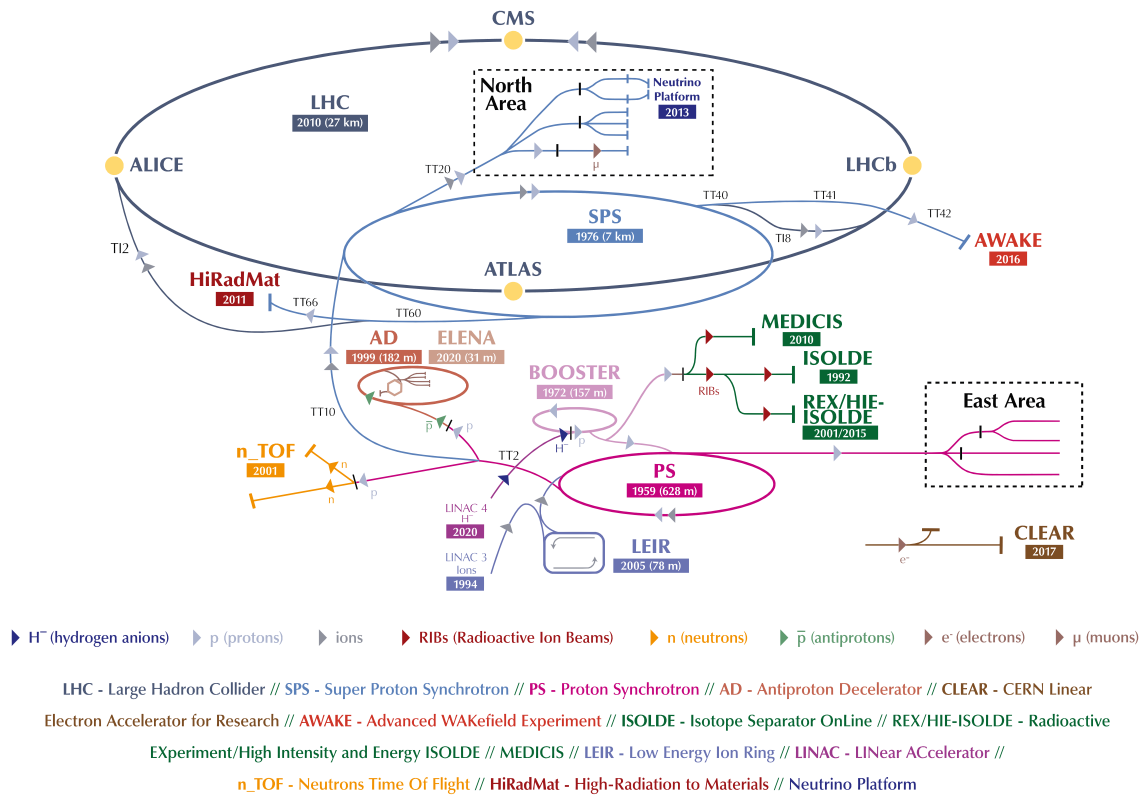 CMS
North
Area
Neutrino
Platform
2013
LHC
2010 (27 km)
ALICE
LHCb
TT20
μ
TT40
TT41
TT42
SPS
1976 (7 km)
TI8
AWAKE
2016
TI2
ATLAS
HiRadMat
2011
TT66
TT60
AD
1999 (182 m)
ELENA
2020 (31 m)
MEDICIS
2010
BOOSTER
1972 (157 m)
ISOLDE
1992
RIBs
REX/HIE-
ISOLDE
2001/2015
East Area
TT10
p̅
p
H⁻
p
n_TOF
2001
n
n
p
TT2
PS
1959 (628 m)
LINAC 4
H⁻
2020
LINAC 3
Ions
1994
LEIR
2005 (78 m)
CLEAR
2017
e⁻
H⁻ (hydrogen anions)
p (protons)
ions
RIBs (Radioactive Ion Beams)
n (neutrons)
p̅ (antiprotons)
e⁻ (electrons)
μ (muons)
LHC - Large Hadron Collider // SPS - Super Proton Synchrotron // PS - Proton Synchrotron // AD - Antiproton Decelerator // CLEAR - CERN Linear
Electron Accelerator for Research // AWAKE - Advanced WAKefield Experiment // ISOLDE - Isotope Separator OnLine // REX/HIE-ISOLDE - Radioactive
EXperiment/High Intensity and Energy ISOLDE // MEDICIS // LEIR - Low Energy Ion Ring // LINAC - LINear ACcelerator //
n_TOF - Neutrons Time Of Flight // HiRadMat - High-Radiation to Materials // Neutrino Platform